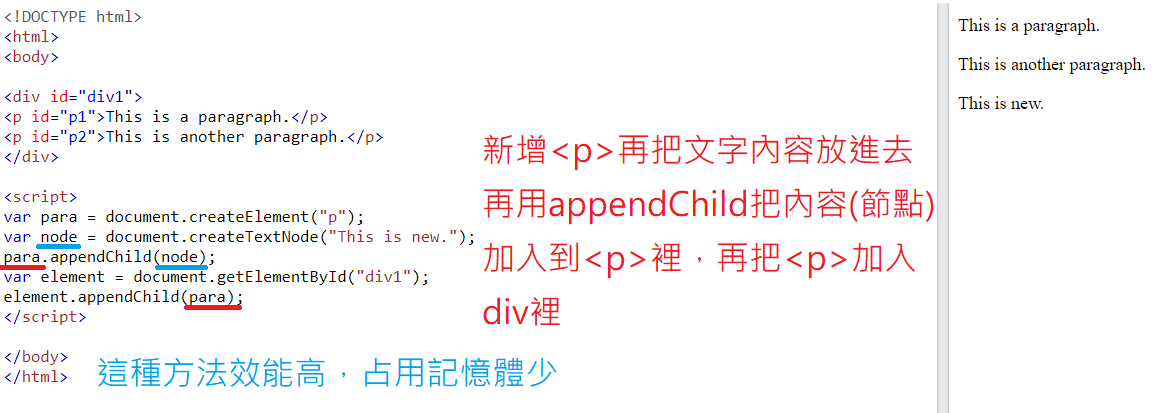 <!DOCTYPE html>
<html>
<body>
<div id="div1">
<p id="p1">This is a paragraph.</p>
<p id="p2">This is another paragraph.</p>
</div>
<script>
var para = document.createElement("p");
var node = document.createTextNode("This is new.");
para.appendChild(node);
var element = document.getElementById("div1");
element.appendChild(para);
</script>
</body>
</html>
新增<p>再把文字內容放進去
再用appendChild把內容(節點)
加入到<p>裡，再把<p>加入
div裡
這種方法效能高，占用記憶體少
This is a paragraph.
This is another paragraph.
This is new.